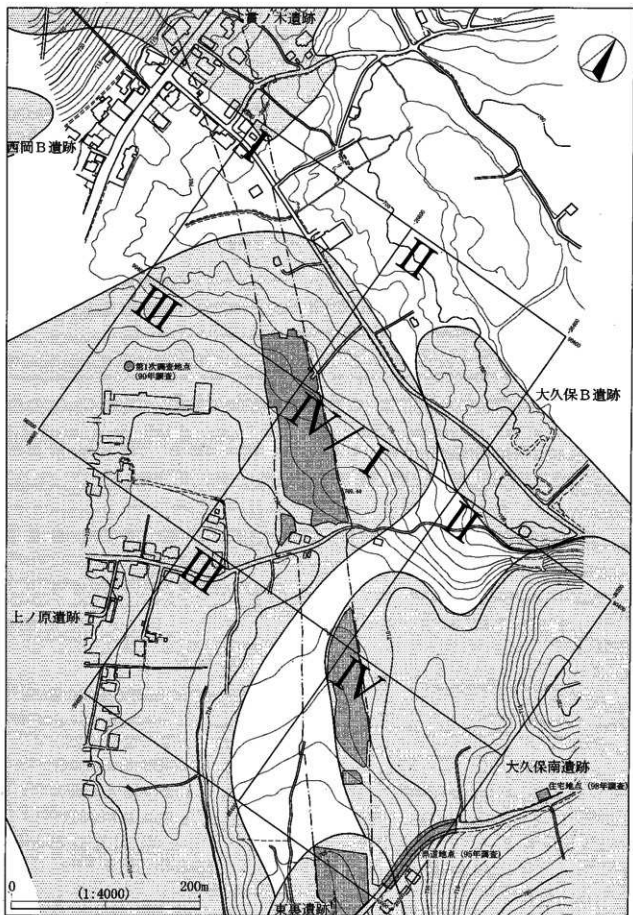 貫ノ木遺跡
西岡B遺跡
I
II
III
第1次調査地点
(90年調査)
IV/I
大久保B遺跡
II
III
上ノ原遺跡
IV
大久保南遺跡
住宅地点 (98年調査)
県道地点 (95年調査)
0
(1:4000)
200m
東裏遺跡